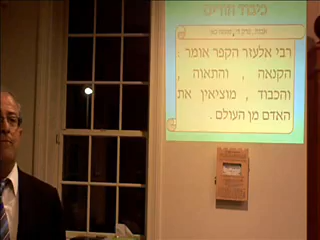 רבי אלעזר הקפר אומר :
הקנאה , והתאוה ,
והכבוד , מוציאין את
האדם מן העולם .